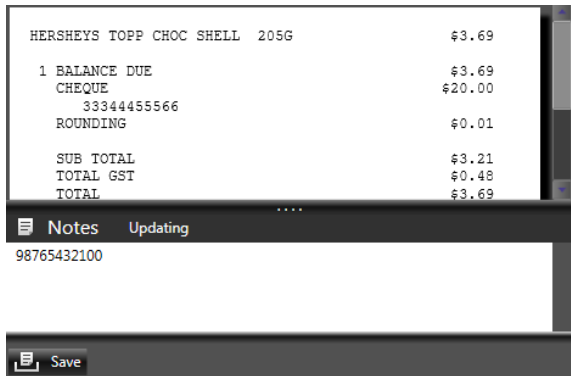 HERSHEYS TOPP CHOC SHELL 205G $3.69
1 BALANCE DUE $3.69
CHEQUE $20.00
33344455566
ROUNDING $0.01
SUB TOTAL $3.21
TOTAL GST $0.48
TOTAL $3.69
Notes Updating
98765432100
Save